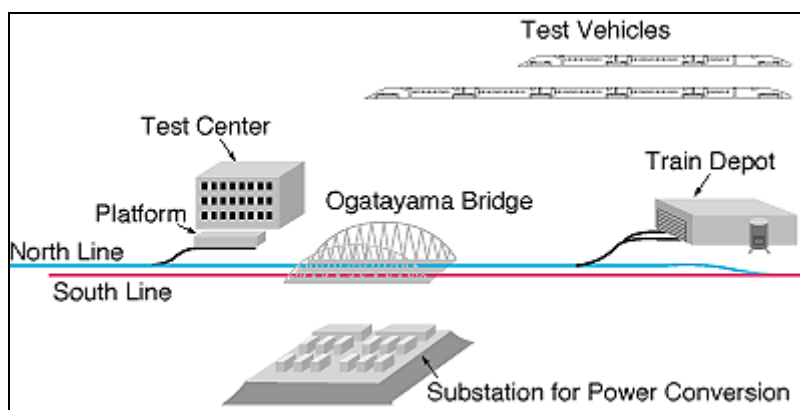 Test Vehicles
Test Center
Train Depot
Platform
Ogatayama Bridge
North Line
South Line
Substation for Power Conversion